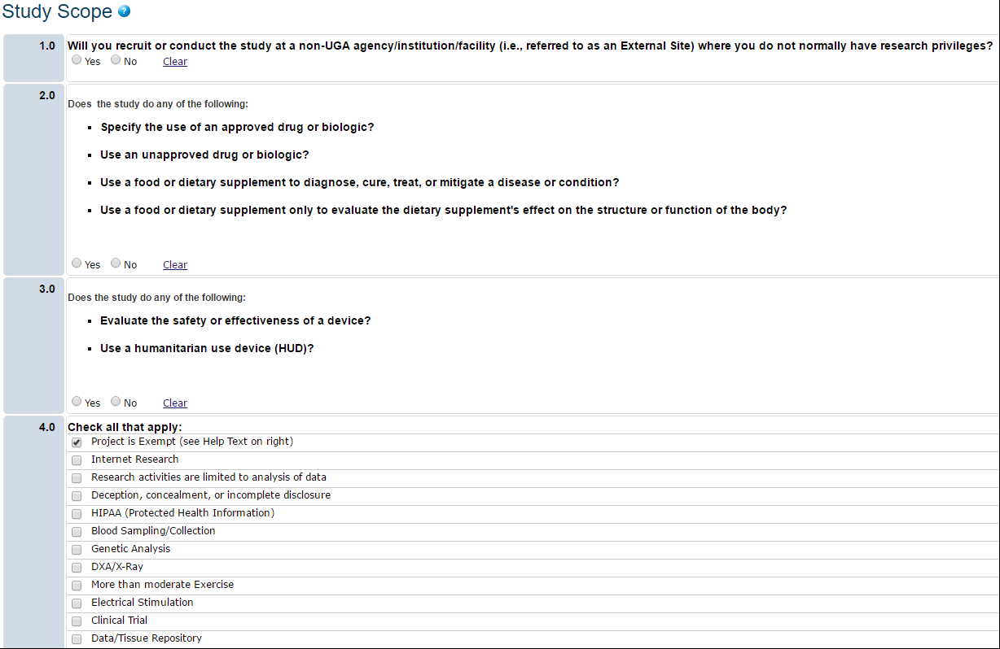 Study Scope ?
1.0 Will you recruit or conduct the study at a non-UGA agency/institution/facility (i.e., referred to as an External Site) where you do not normally have research privileges?
Yes No Clear
2.0
Does the study do any of the following:
Specify the use of an approved drug or biologic?
Use an unapproved drug or biologic?
Use a food or dietary supplement to diagnose, cure, treat, or mitigate a disease or condition?
Use a food or dietary supplement only to evaluate the dietary supplement's effect on the structure or function of the body?
Yes No Clear
3.0
Does the study do any of the following:
Evaluate the safety or effectiveness of a device?
Use a humanitarian use device (HUD)?
Yes No Clear
4.0 Check all that apply:
Project is Exempt (see Help Text on right)
Internet Research
Research activities are limited to analysis of data
Deception, concealment, or incomplete disclosure
HIPAA (Protected Health Information)
Blood Sampling/Collection
Genetic Analysis
DXA/X-Ray
More than moderate Exercise
Electrical Stimulation
Clinical Trial
Data/Tissue Repository